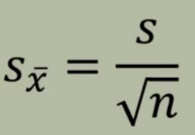 s_x̄ = s / √n